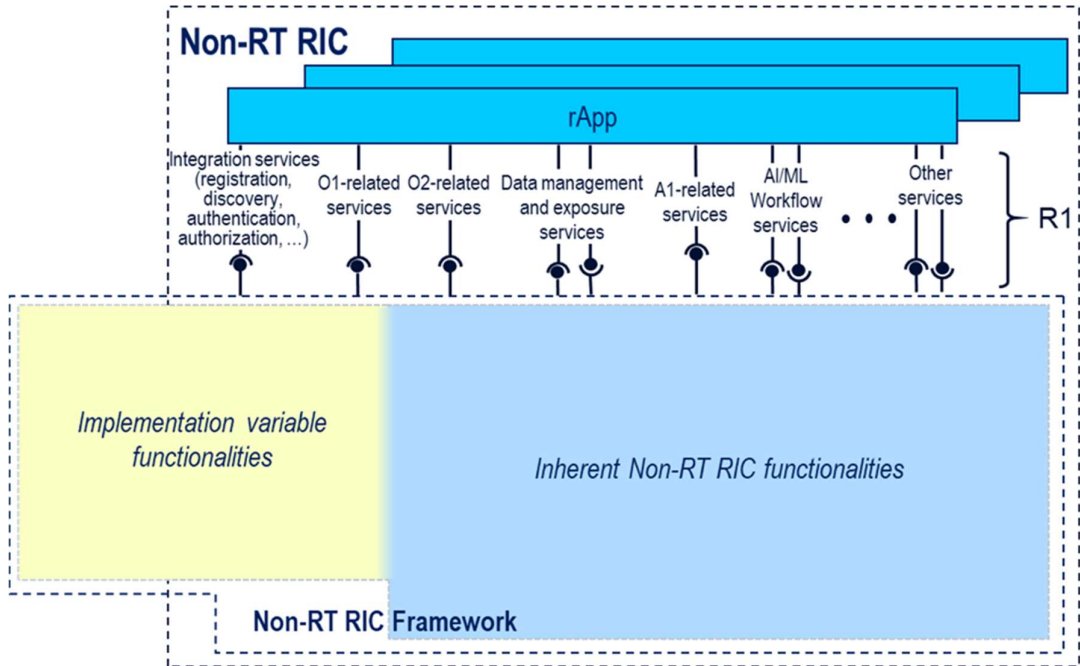 Non-RT RIC
rApp
Integration services
(registration,
discovery,
authentication,
authorization, ...)
O1-related
services
O2-related
services
Data management
and exposure
services
A1-related
services
AI/ML
Workflow
services
• • •
Other
services
R1
Implementation variable
functionalities
Inherent Non-RT RIC functionalities
Non-RT RIC Framework